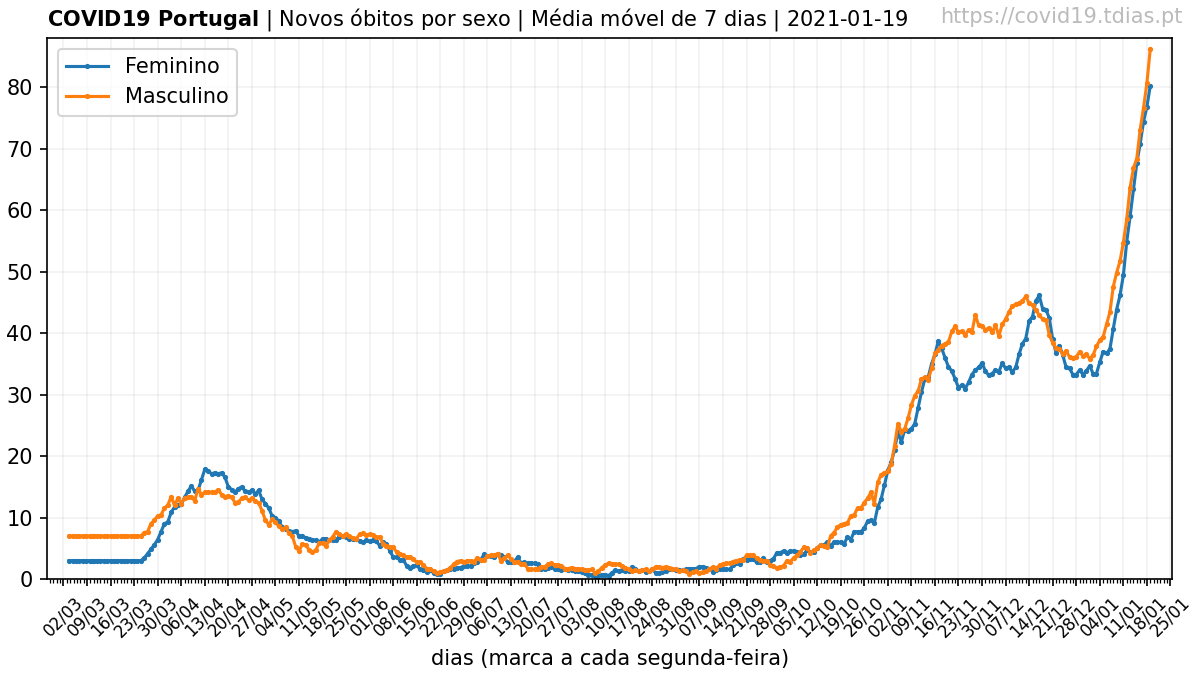 COVID19 Portugal | Novos óbitos por sexo | Média móvel de 7 dias | 2021-01-19
https://covid19.tdias.pt
Feminino
Masculino
80
70
60
50
40
30
20
10
0
02/03 09/03 16/03 23/03 30/03 06/04 13/04 20/04 27/04 04/05 11/05 18/05 25/05 01/06 08/06 15/06 22/06 29/06 06/07 13/07 20/07 27/07 03/08 10/08 17/08 24/08 31/08 07/09 14/09 21/09 28/09 05/10 12/10 19/10 26/10 02/11 09/11 16/11 23/11 30/11 07/12 14/12 21/12 28/12 04/01 11/01 18/01 25/01
dias (marca a cada segunda-feira)